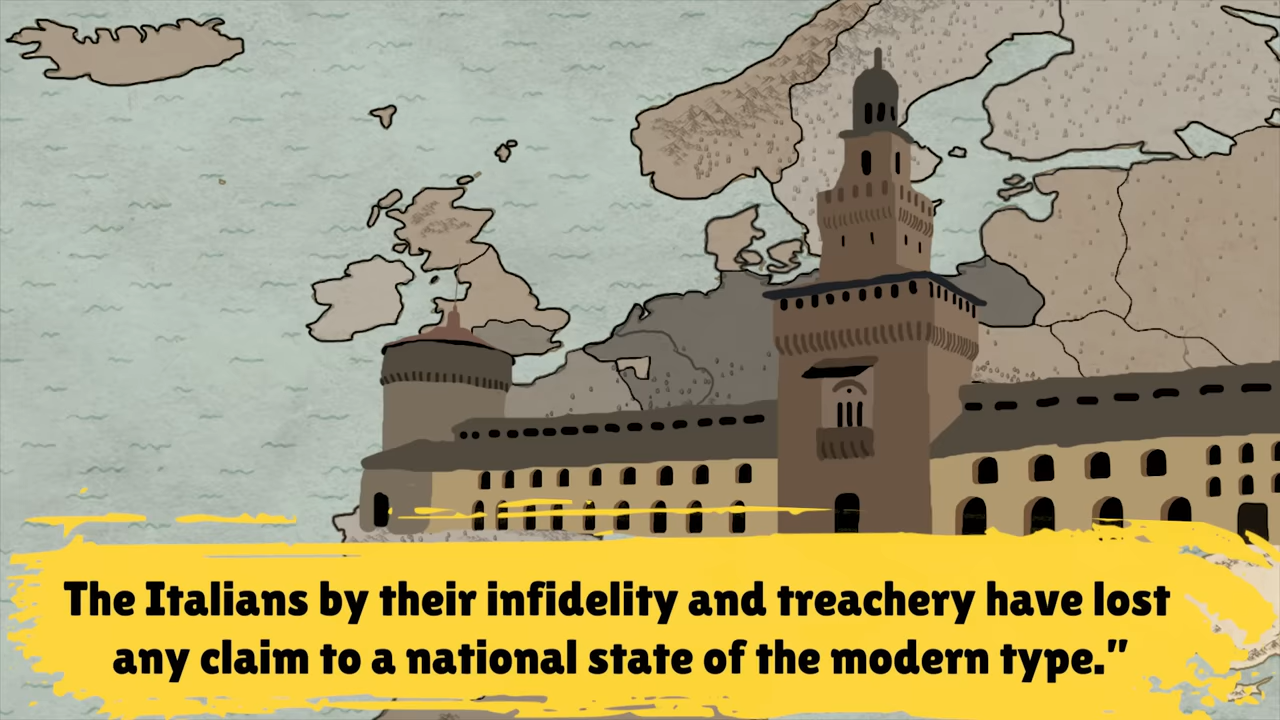 The Italians by their infidelity and treachery have lost
any claim to a national state of the modern type."